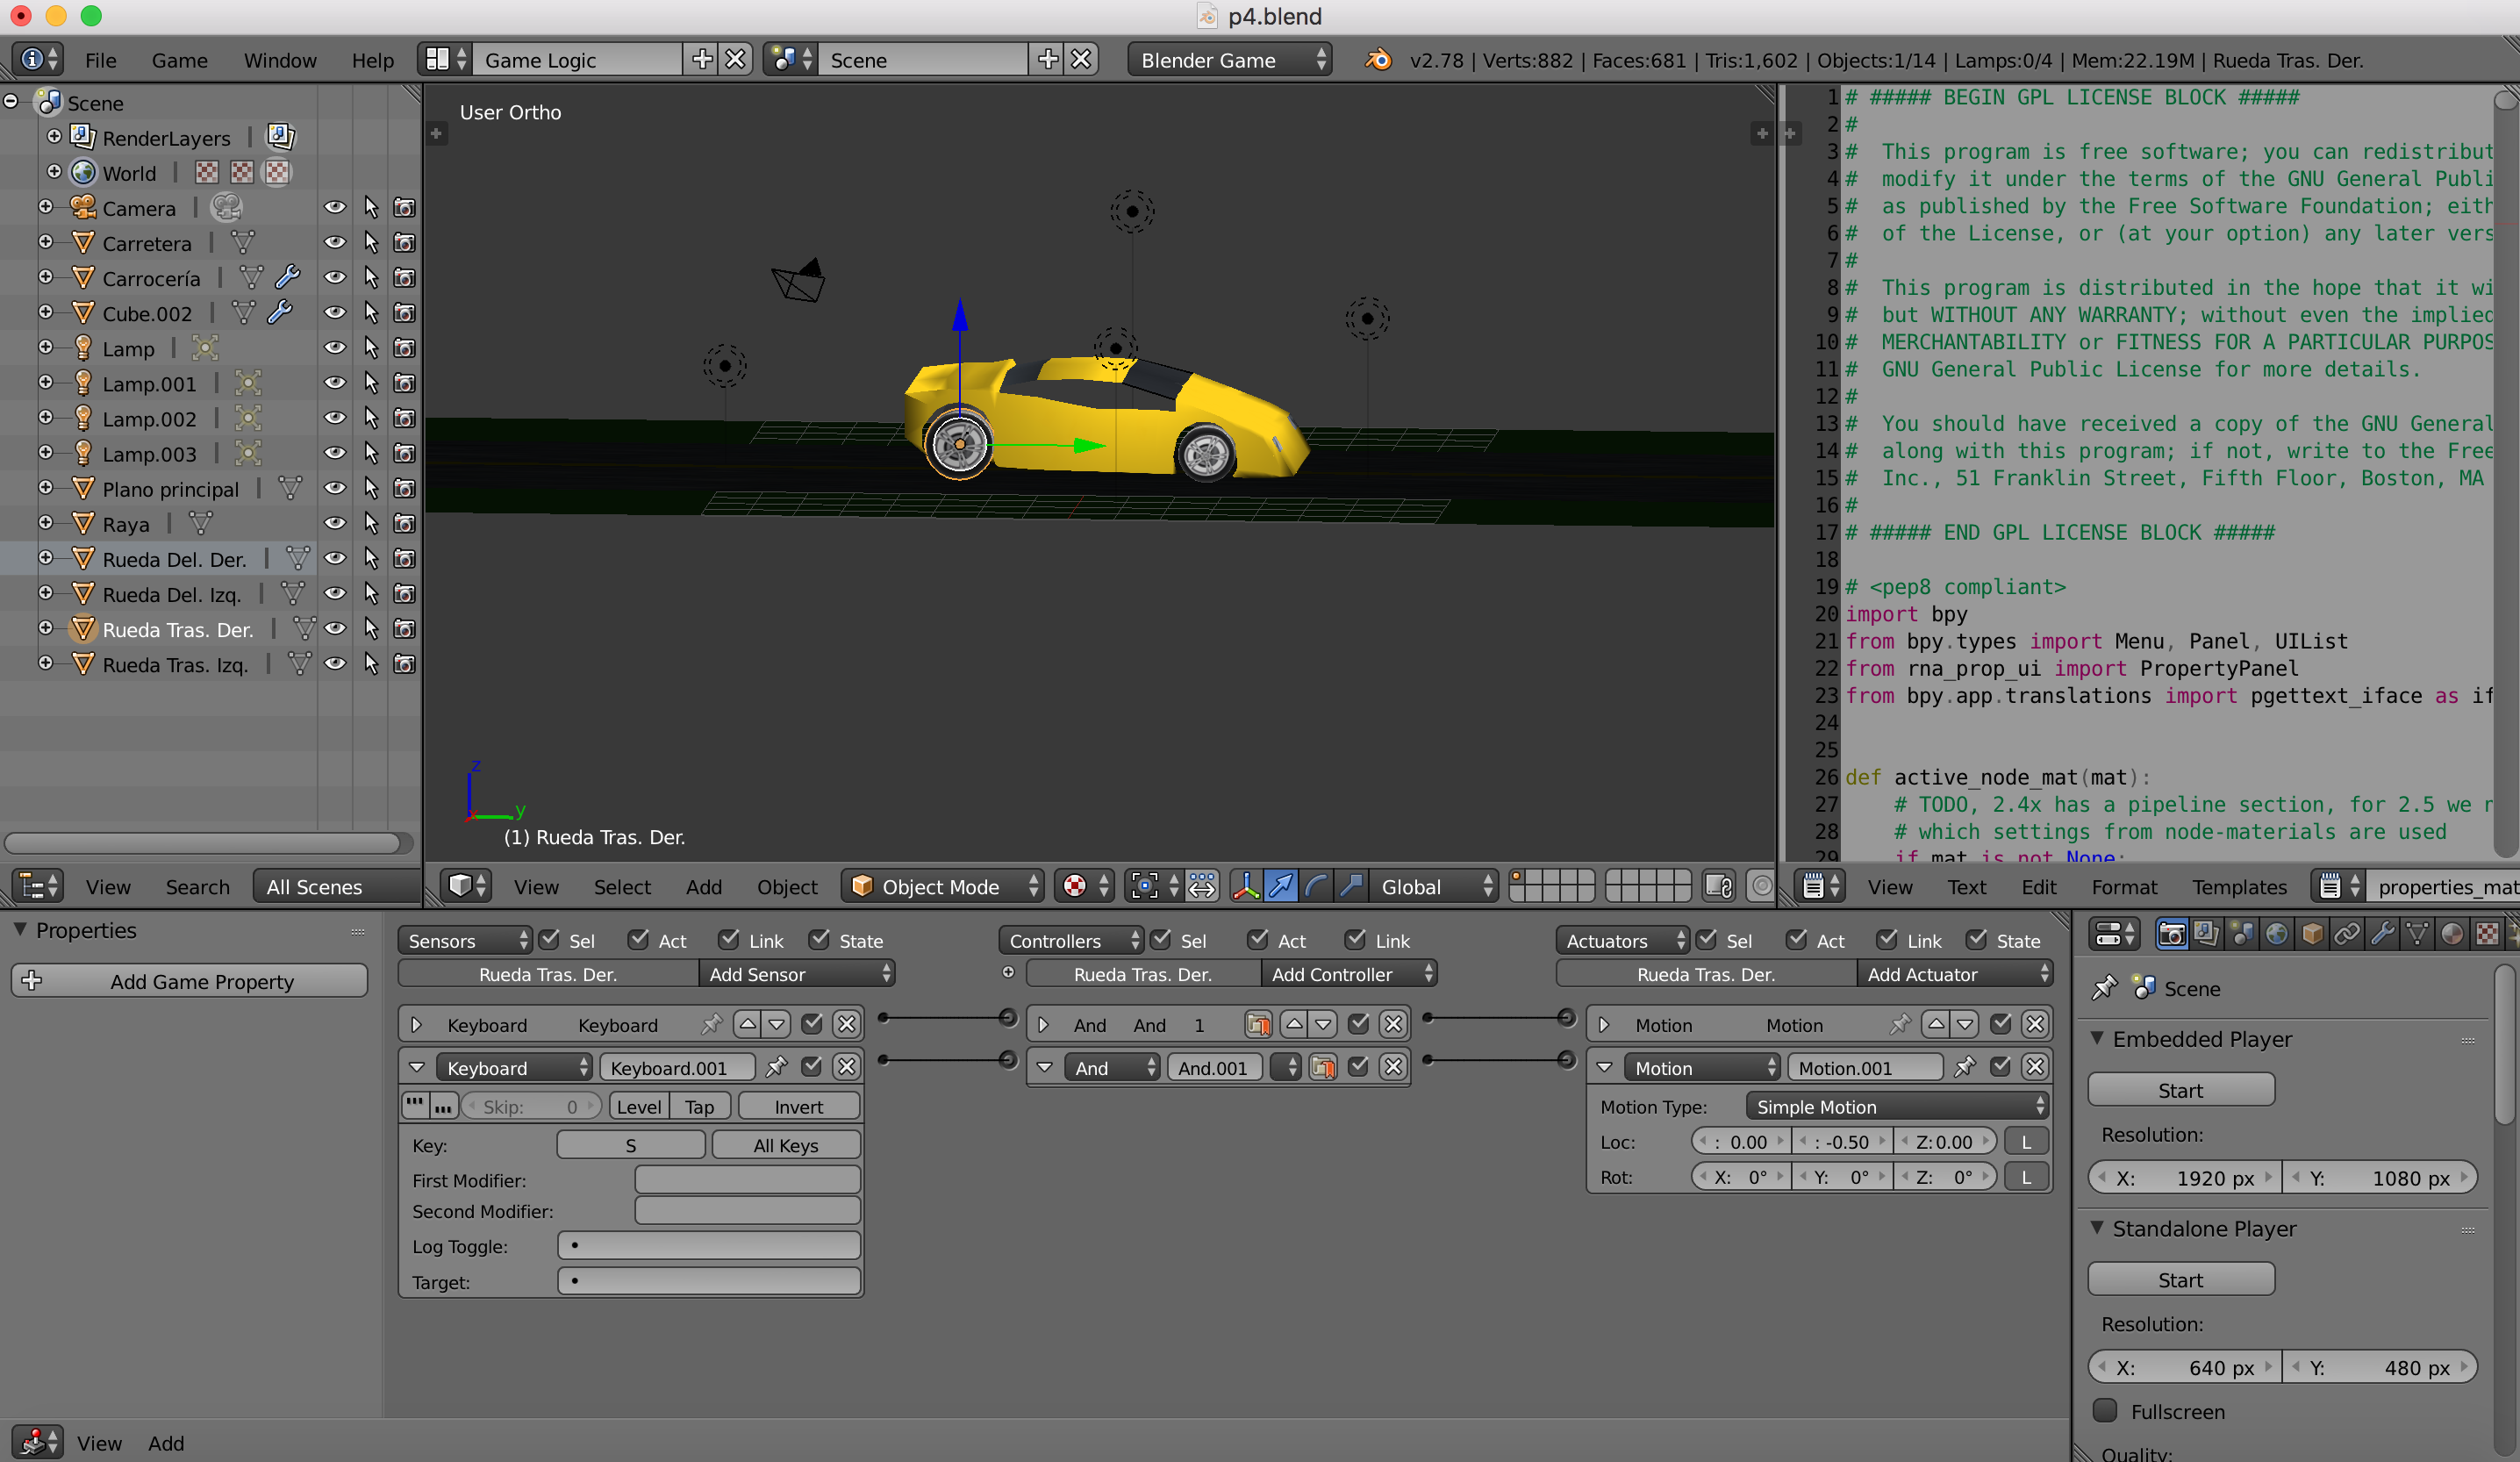 p4.blend
File Game Window Help Game Logic Scene Blender Game v2.78 | Verts:882 | Faces:681 | Tris:1,602 | Objects:1/14 | Lamps:0/4 | Mem:22.19M | Rueda Tras. Der.
Scene
RenderLayers
World
Camera
Carretera
Carrocería
Cube.002
Lamp
Lamp.001
Lamp.002
Lamp.003
Plano principal
Raya
Rueda Del. Der.
Rueda Del. Izq.
Rueda Tras. Der.
Rueda Tras. Izq.
View Search All Scenes
User Ortho
z
y
(1) Rueda Tras. Der.
View Select Add Object Object Mode Global
1 # ##### BEGIN GPL LICENSE BLOCK #####
2 #
3 # This program is free software; you can redistribut
4 # modify it under the terms of the GNU General Publi
5 # as published by the Free Software Foundation; eith
6 # of the License, or (at your option) any later vers
7 #
8 # This program is distributed in the hope that it wi
9 # but WITHOUT ANY WARRANTY; without even the implied
10 # MERCHANTABILITY or FITNESS FOR A PARTICULAR PURPOS
11 # GNU General Public License for more details.
12 #
13 # You should have received a copy of the GNU General
14 # along with this program; if not, write to the Free
15 # Inc., 51 Franklin Street, Fifth Floor, Boston, MA
16 #
17 # ##### END GPL LICENSE BLOCK #####
18
19 # <pep8 compliant>
20 import bpy
21 from bpy.types import Menu, Panel, UIList
22 from rna_prop_ui import PropertyPanel
23 from bpy.app.translations import pgettext_iface as if
24
25
26 def active_node_mat(mat):
27 # TODO, 2.4x has a pipeline section, for 2.5 we n
28 # which settings from node-materials are used
29 if mat is not None:
View Text Edit Format Templates properties_mat
Properties
Add Game Property
Sensors Sel Act Link State
Rueda Tras. Der. Add Sensor
Keyboard Keyboard
Keyboard Keyboard.001
Skip: 0 Level Tap Invert
Key: S All Keys
First Modifier:
Second Modifier:
Log Toggle:
Target:
Controllers Sel Act Link
Rueda Tras. Der. Add Controller
And And 1
And And.001
Actuators Sel Act Link State
Rueda Tras. Der. Add Actuator
Motion Motion
Motion Motion.001
Motion Type: Simple Motion
Loc: : 0.00 : -0.50 Z:0.00 L
Rot: X: 0° Y: 0° Z: 0° L
View Add
Scene
Embedded Player
Start
Resolution:
X: 1920 px Y: 1080 px
Standalone Player
Start
Resolution:
X: 640 px Y: 480 px
Fullscreen
Quality: